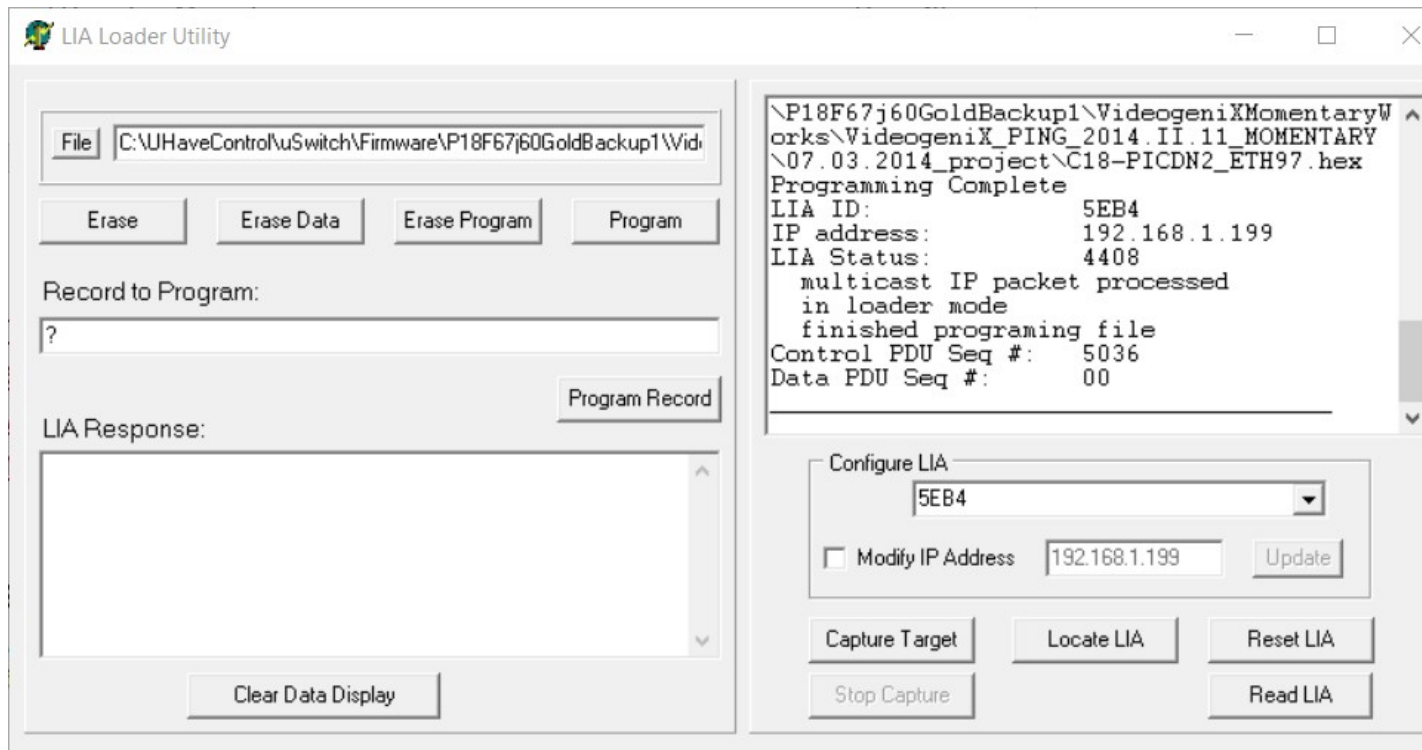 LIA Loader Utility
File C:\UHaveControl\uSwitch\Firmware\P18F67j60GoldBackup1\Vide
Erase Erase Data Erase Program Program
Record to Program:
?
Program Record
LIA Response:
Clear Data Display
\P18F67j60GoldBackup1\VideogeniXMomentaryW
orks\VideogeniX_PING_2014.II.11_MOMENTARY
\07.03.2014_project\C18-PICDN2_ETH97.hex
Programming Complete
LIA ID: 5EB4
IP address: 192.168.1.199
LIA Status: 4408
multicast IP packet processed
in loader mode
finished programing file
Control PDU Seq #: 5036
Data PDU Seq #: 00
Configure LIA
5EB4
Modify IP Address 192.168.1.199 Update
Capture Target Locate LIA Reset LIA
Stop Capture Read LIA